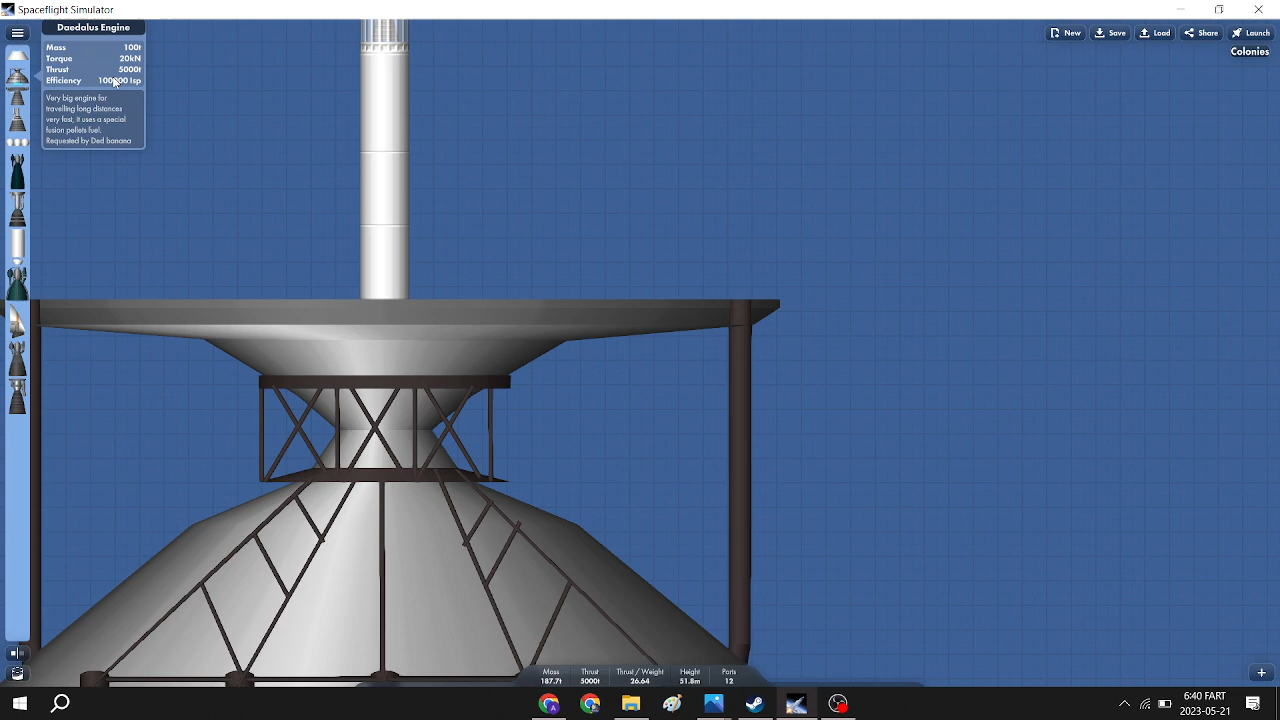 Spaceflight Simulator
Daedalus Engine
Mass 100t
Torque 20kN
Thrust 5000t
Efficiency Isp
Very big engine for
travelling long distances
very fast, it uses a special
fusion pellets fuel.
Requested by Ded banana
New Save Load Share Launch
Colonies
Mass Thrust Thrust / Weight Height Parts
187.7t 5000t 26.64 51.8m 12
6:40 FART
2023-05-21